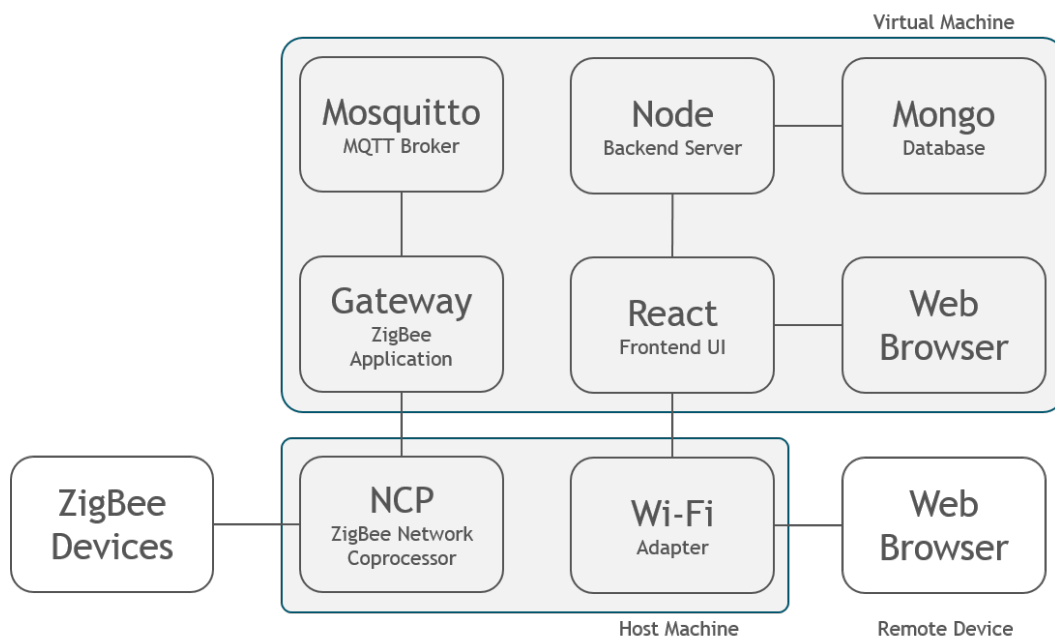 Virtual Machine
Mosquitto
MQTT Broker
Node
Backend Server
Mongo
Database
Gateway
ZigBee
Application
React
Frontend UI
Web
Browser
ZigBee
Devices
NCP
ZigBee Network
Coprocessor
Wi-Fi
Adapter
Web
Browser
Host Machine
Remote Device